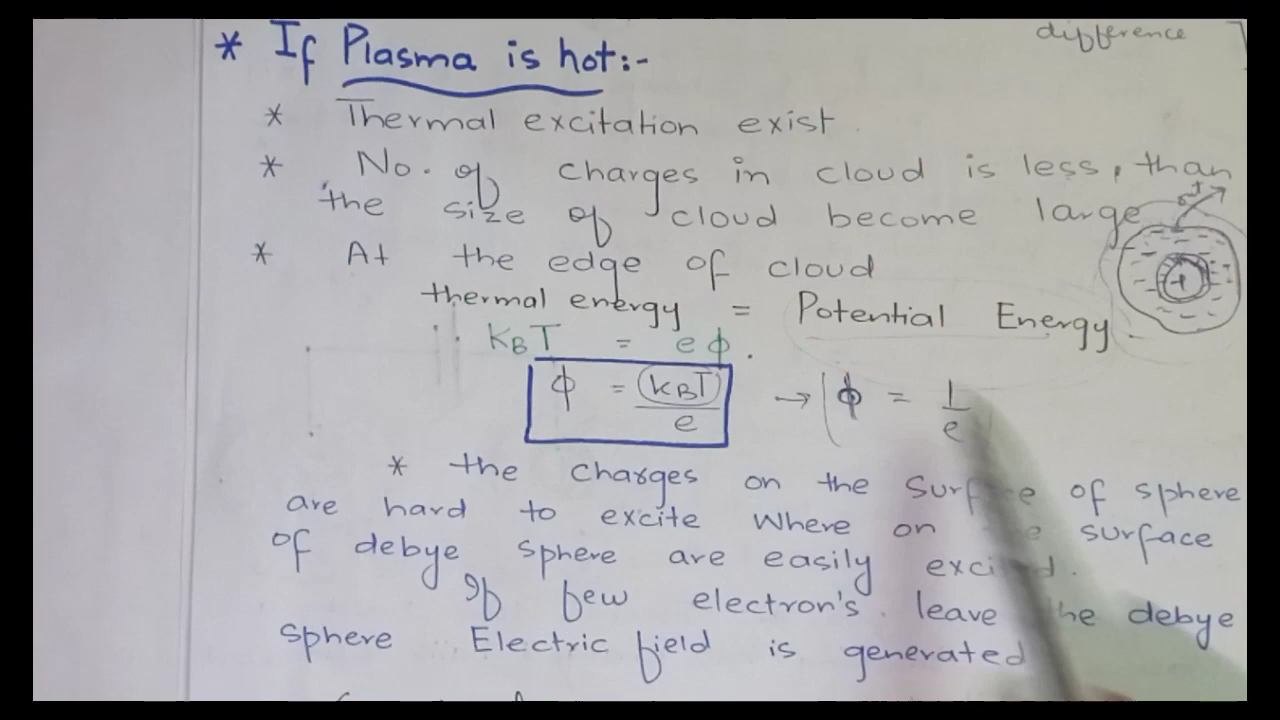 difference
* If Plasma is hot:-
* Thermal excitation exist
* No. of charges in cloud is less, than
the size of cloud become large
* At the edge of cloud
thermal energy = Potential Energy
KBT = eϕ.
ϕ = KBT/e → ϕ = 1/e
* the charges on the surface of sphere
are hard to excite where on surface
of debye sphere are easily
If few electron's leave the debye
sphere Electric field is generated